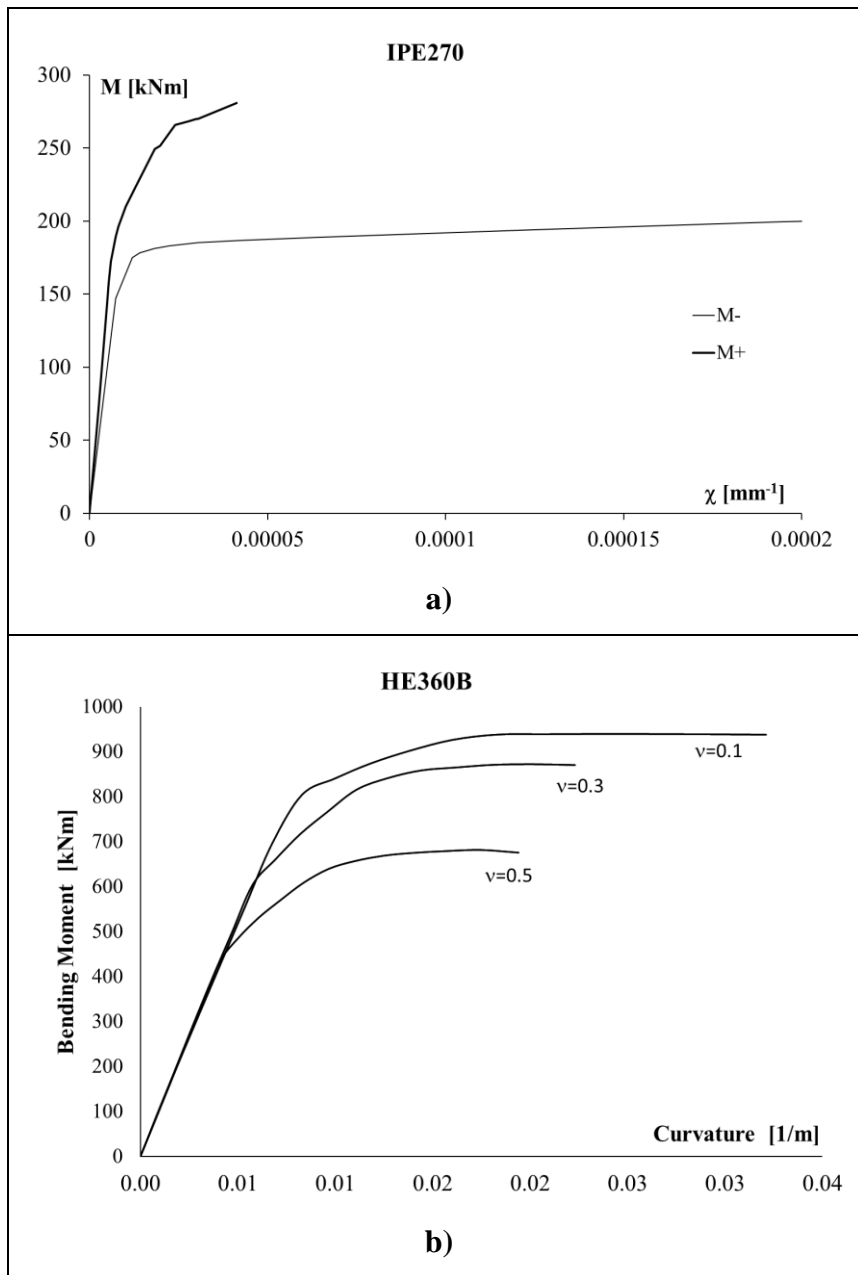 IPE270
M [kNm]
300
250
200
150
100
50
0
M-
M+
χ [mm-1]
0 0.00005 0.0001 0.00015 0.0002
a)
HE360B
1000
900
800
700
600
500
400
300
200
100
0
Bending Moment [kNm]
ν=0.1
ν=0.3
ν=0.5
Curvature [1/m]
0.00 0.01 0.01 0.02 0.02 0.03 0.03 0.04
b)